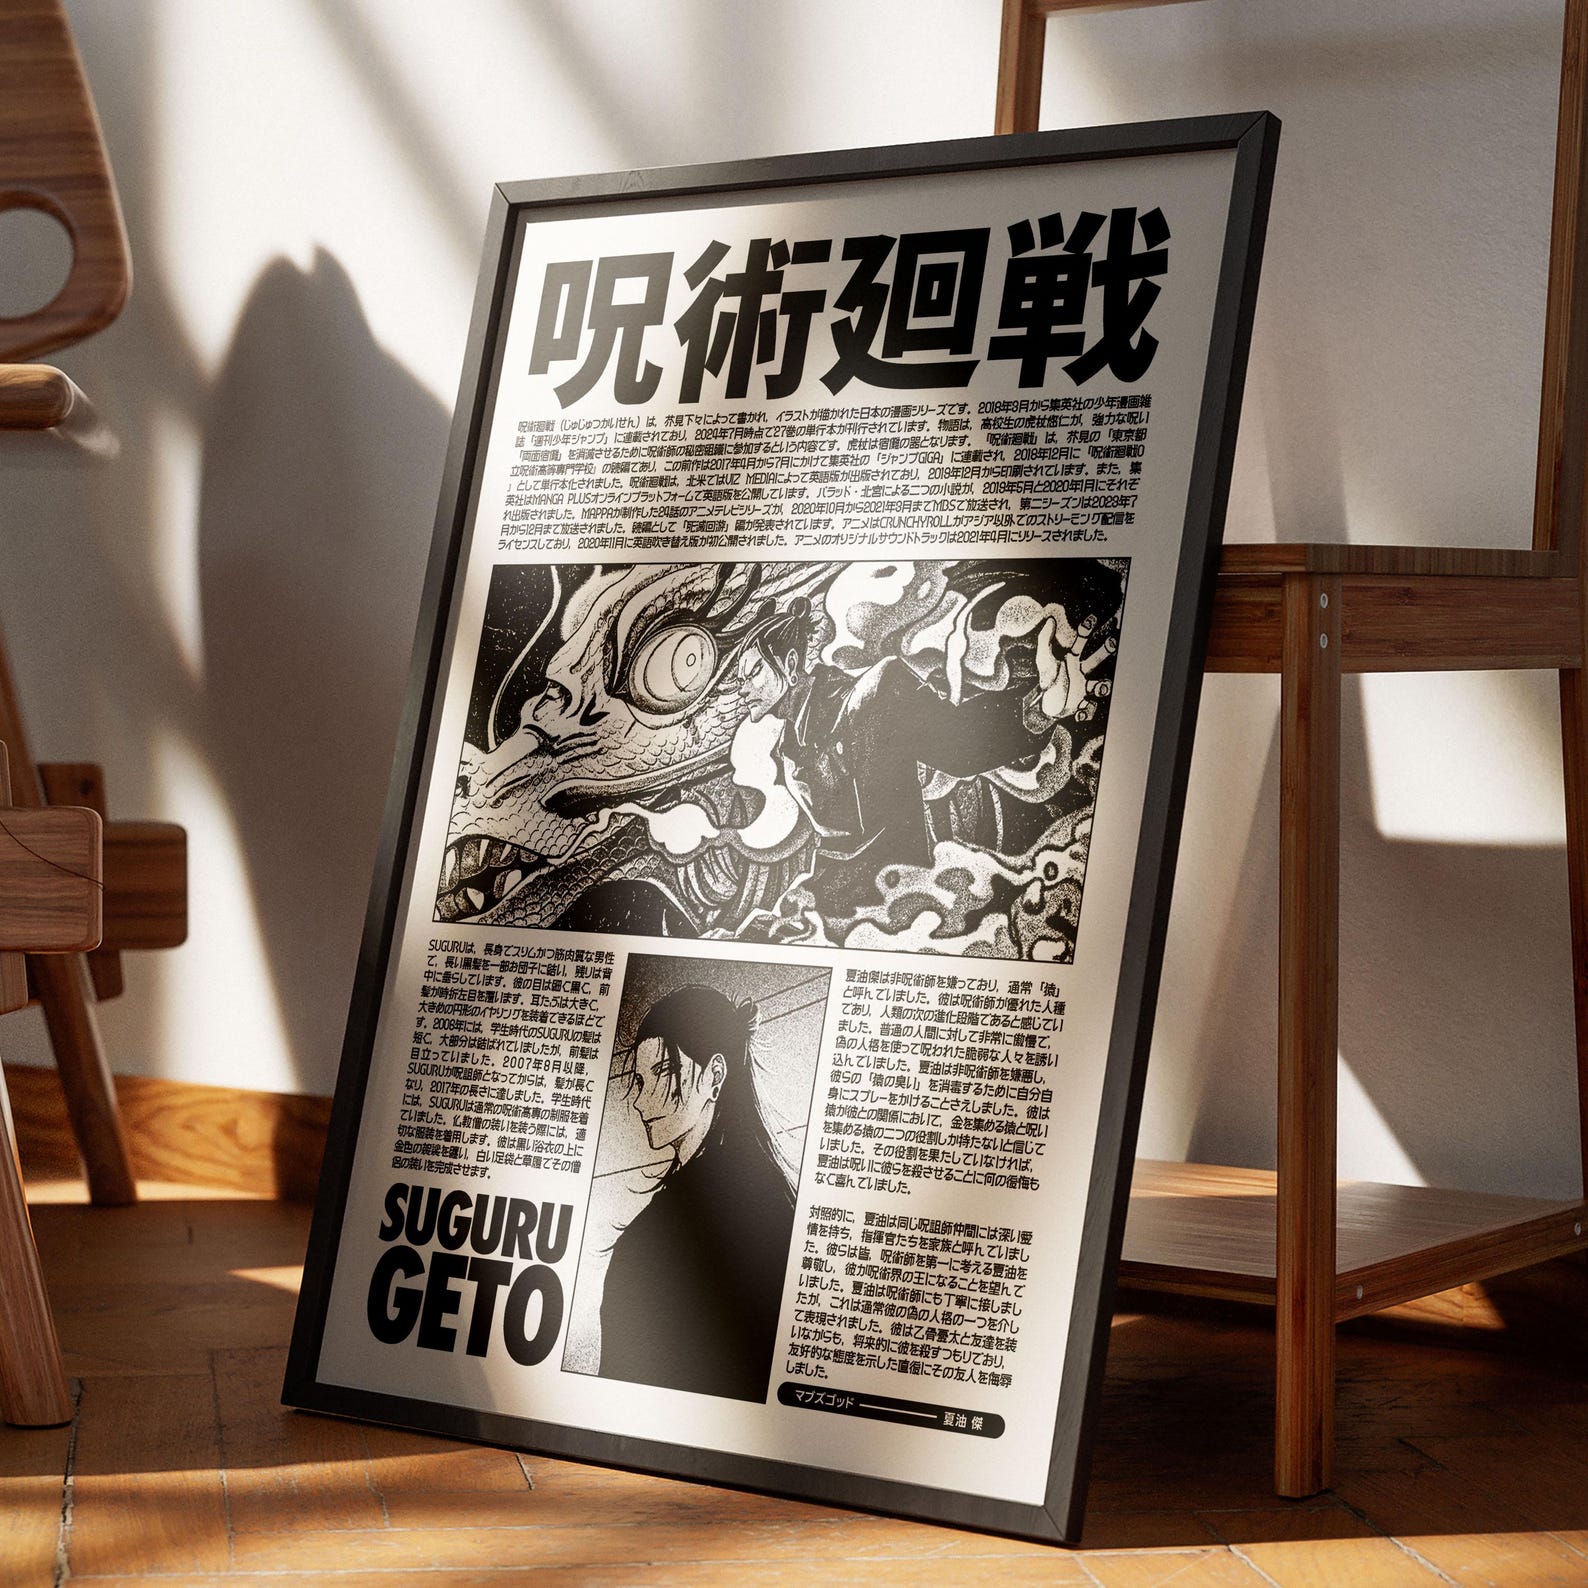 呪術廻戦
呪術廻戦（じゅじゅつかいせん）は、芥見下々によって書かれ、イラストが描かれた日本の漫画シリーズです。2018年3月から集英社の少年漫画雑
誌「週刊少年ジャンプ」に連載されており、2024年7月時点で27巻の単行本が刊行されています。物語は、高校生の虎杖悠仁が、強力な呪い
「両面宿儺」を消滅させるために呪術師の秘密組織に参加するという内容です。虎杖は宿儺の器となります。「呪術廻戦」は、芥見の「東京都
立呪術高等専門学校」の続編であり、この前作は2017年4月から7月にかけて集英社の「ジャンプGIGA」に連載され、2018年12月に「呪術廻戦0
」として単行本化されました。呪術廻戦は、北米ではVIZ MEDIAによって英語版が出版されており、2019年12月から印刷されています。また、集
英社はMANGA PLUSオンラインプラットフォームで英語版を公開しています。バラッド・北宮による二つの小説が、2019年5月と2020年1月にそれぞ
れ出版されました。MAPPAが制作した24話のアニメテレビシリーズが、2020年10月から2021年3月までMBSで放送され、第二シーズンは2023年7
月から12月まで放送されました。続編として「死滅回游」編が発表されています。アニメはCRUNCHYROLLがアジア以外でのストリーミング配信を
ライセンスしており、2020年11月に英語吹き替え版が初公開されました。アニメのオリジナルサウンドトラックは2021年4月にリリースされました。
SUGURUは、長身でスリムかつ筋肉質な男性
で、長い黒髪を一部お団子に結い、残りは背
中に垂らしています。彼の目は細く黒く、前
髪が時折左目を覆います。耳たぶは大きく、
大きめの円形のイヤリングを装着できるほどで
す。2006年には、学生時代のSUGURUの髪は
短く、大部分は結ばれていましたが、前髪は
目立っていました。2007年8月以降、
SUGURUが呪詛師となってからは、髪が長く
なり、2017年の長さに達しました。学生時代
には、SUGURUは通常の呪術高専の制服を着
ていました。仏教僧の装いを装う際には、適
切な服装を着用します。彼は黒い浴衣の上に
金色の袈裟を纏い、白い足袋と草履でその僧
侶の装いを完成させます。
SUGURU
GETO
夏油傑は非呪術師を嫌っており、通常「猿」
と呼んでいました。彼は呪術師が優れた人種
であり、人類の次の進化段階であると感じてい
ました。普通の人間に対して非常に傲慢で、
偽の人格を使って呪われた脆弱な人々を誘い
込んでいました。夏油は非呪術師を嫌悪し、
彼らの「猿の臭い」を消毒するために自分自
身にスプレーをかけることさえしました。彼は
猿が彼との関係において、金を集める猿と呪い
を集める猿の二つの役割しか持たないと信じて
いました。その役割を果たしていなければ、
夏油は呪いに彼らを殺させることに何の後悔も
なく喜んでいました。
対照的に、夏油は同じ呪詛師仲間には深い愛
情を持ち、指揮官たちを家族と呼んでいまし
た。彼らは皆、呪術師を第一に考える夏油を
尊敬し、彼が呪術界の王になることを望んで
いました。夏油は呪術師にも丁寧に接しまし
たが、これは通常彼の偽の人格の一つを介し
て表現されました。彼は乙骨憂太と友達を装
いながらも、将来的に彼を殺すつもりであり、
友好的な態度を示した直後にその友人を侮辱
しました。
マブズゴッド
夏油 傑